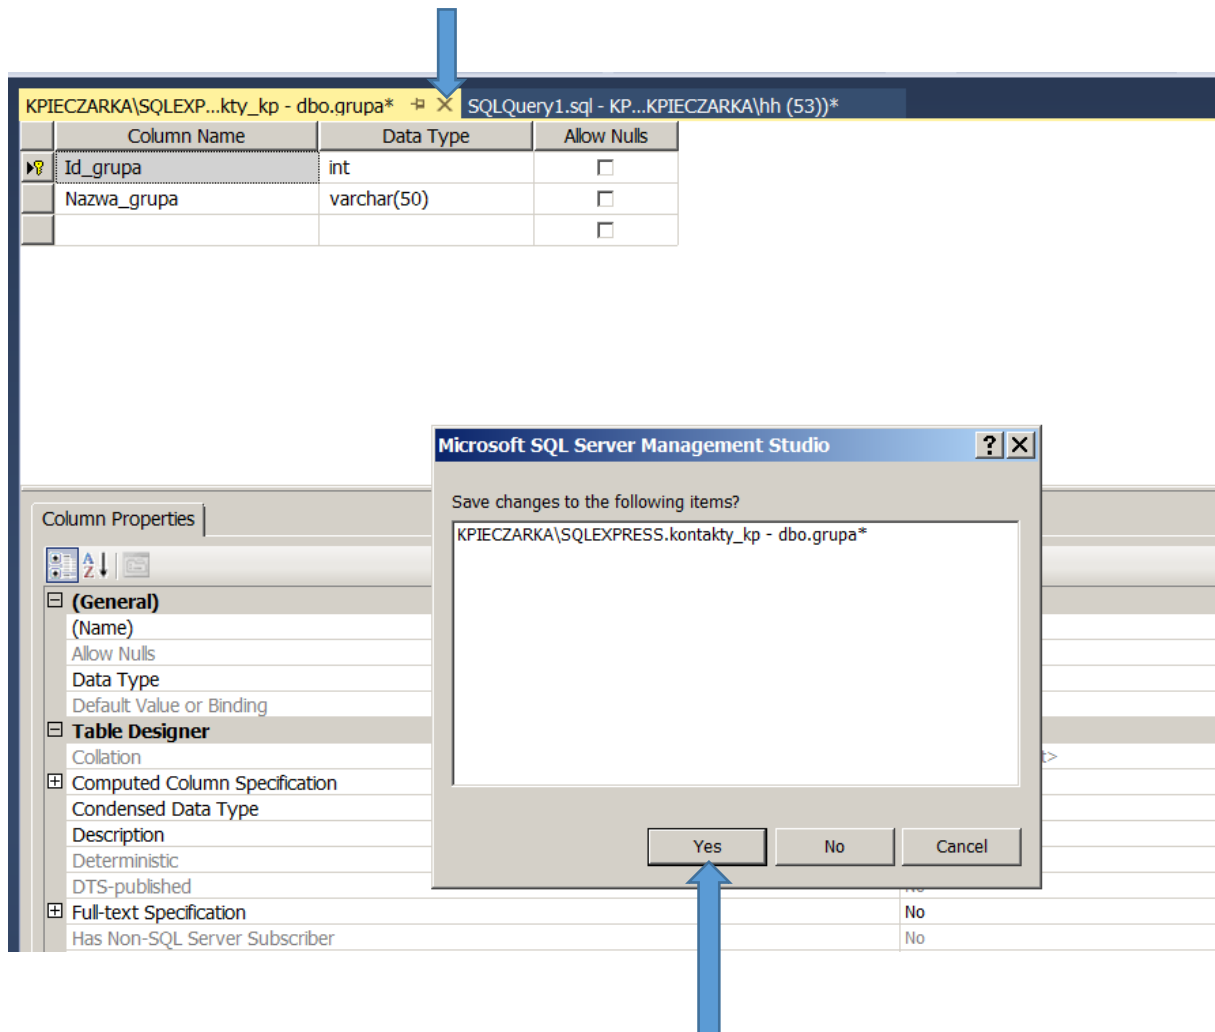 KPIECZARKA\SQLEXP...kty_kp - dbo.grupa* SQLQuery1.sql - KP...KPIECZARKA\hh (53))*
Column Name Data Type Allow Nulls
Id_grupa int
Nazwa_grupa varchar(50)
Microsoft SQL Server Management Studio
Save changes to the following items?
KPIECZARKA\SQLEXPRESS.kontakty_kp - dbo.grupa*
Yes No Cancel
Column Properties
(General)
(Name)
Allow Nulls
Data Type
Default Value or Binding
Table Designer
Collation
Computed Column Specification
Condensed Data Type
Description
Deterministic
DTS-published
Full-text Specification No
Has Non-SQL Server Subscriber No